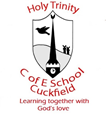 Holy Trinity
C of E School
Cuckfield
Learning together with
God's love